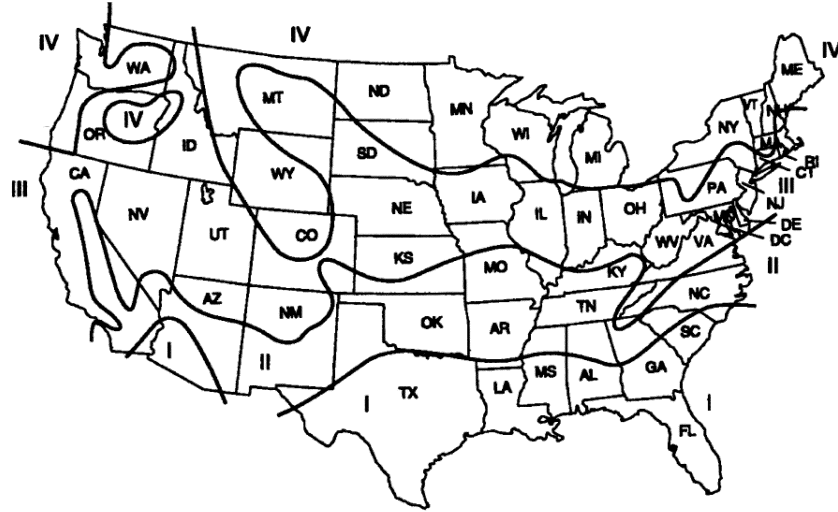 IV
IV
IV
WA
ME
MT
ND
VT
NH
MN
OR
IV
WI
NY
MA
ID
SD
MI
RI
CT
III
CA
WY
IA
PA
III
NJ
NV
NE
IL
IN
OH
MD
DE
DC
UT
CO
WV
VA
II
KS
MO
KY
AZ
NM
NC
TN
OK
AR
SC
I
II
MS
AL
GA
I
TX
LA
I
FL